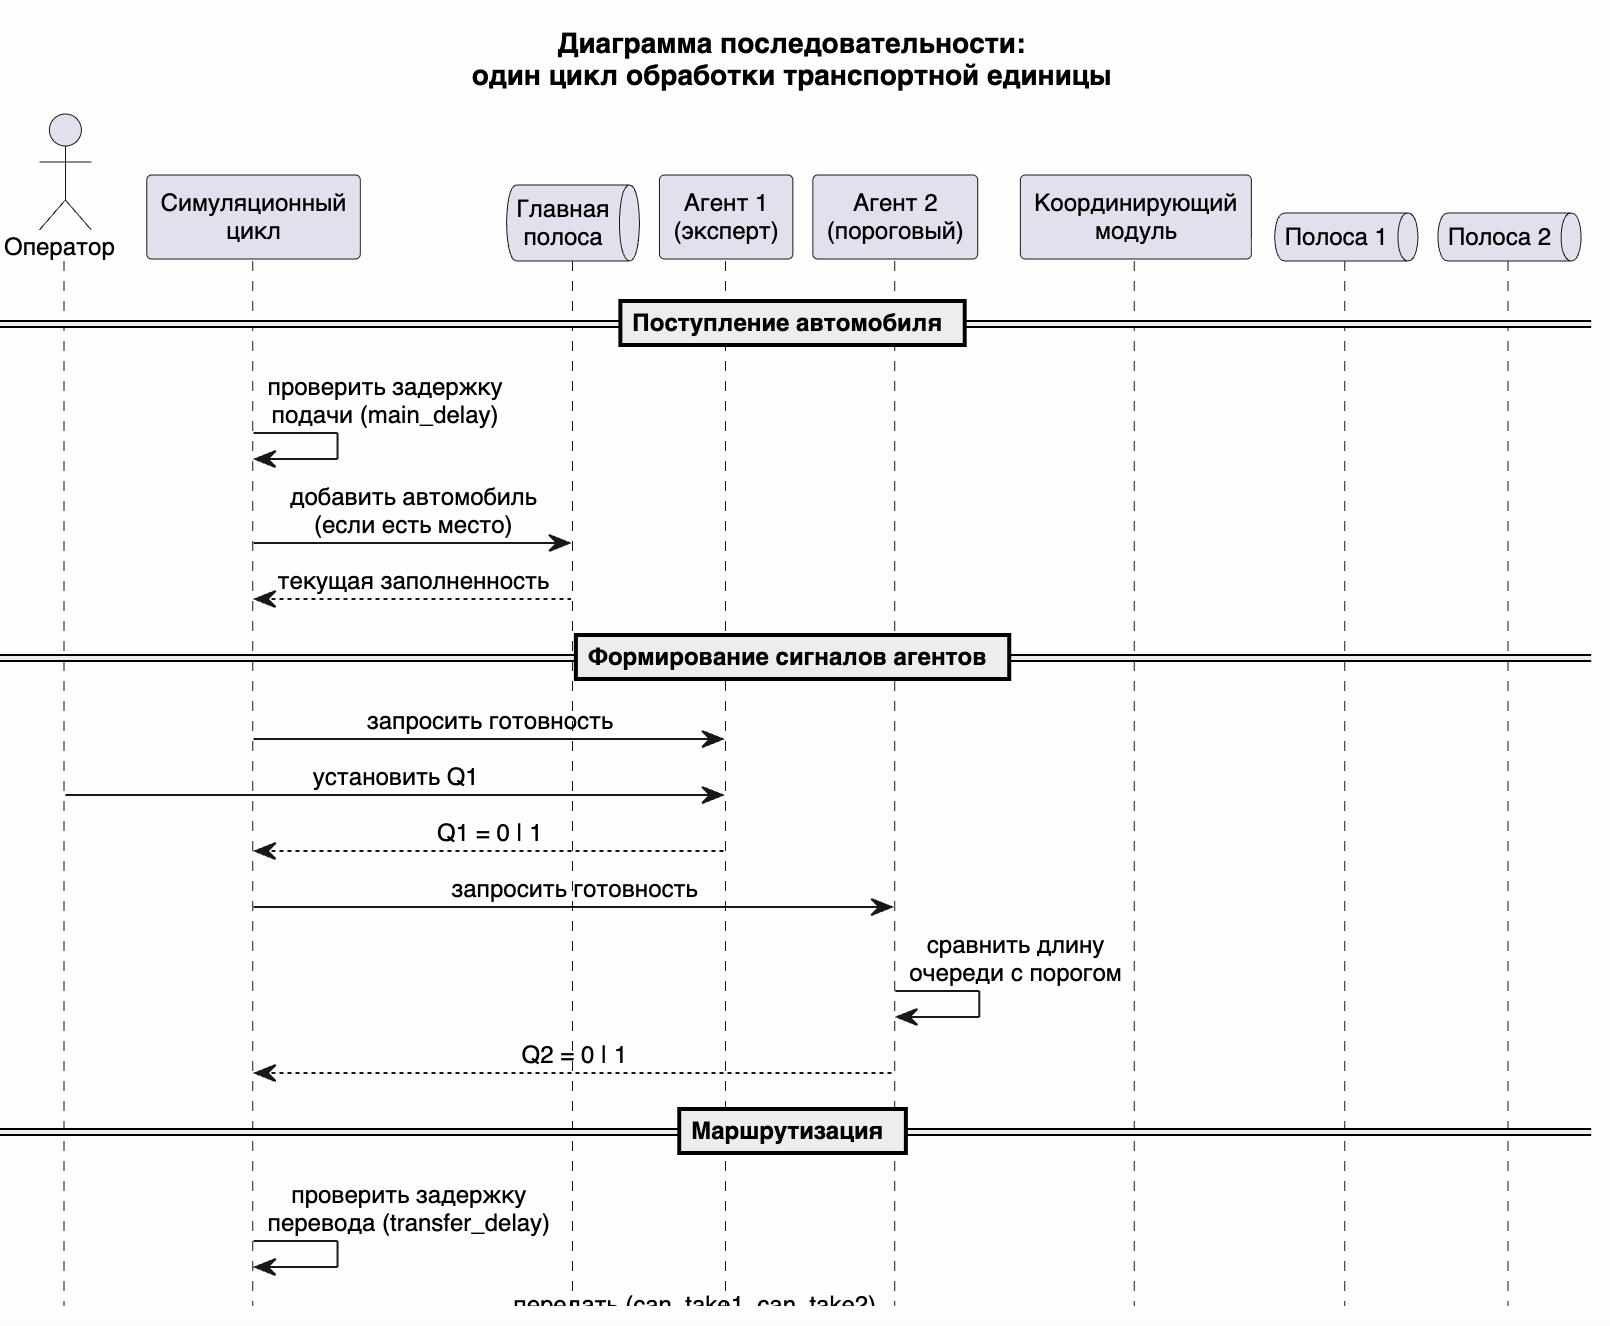 Диаграмма последовательности:
один цикл обработки транспортной единицы
Оператор
Симуляционный
цикл
Главная
полоса
Агент 1
(эксперт)
Агент 2
(пороговый)
Координирующий
модуль
Полоса 1
Полоса 2
Поступление автомобиля
проверить задержку
подачи (main_delay)
добавить автомобиль
(если есть место)
текущая заполненность
Формирование сигналов агентов
запросить готовность
установить Q1
Q1 = 0 | 1
запросить готовность
сравнить длину
очереди с порогом
Q2 = 0 | 1
Маршрутизация
проверить задержку
перевода (transfer_delay)
передать (can_take1, can_take2)